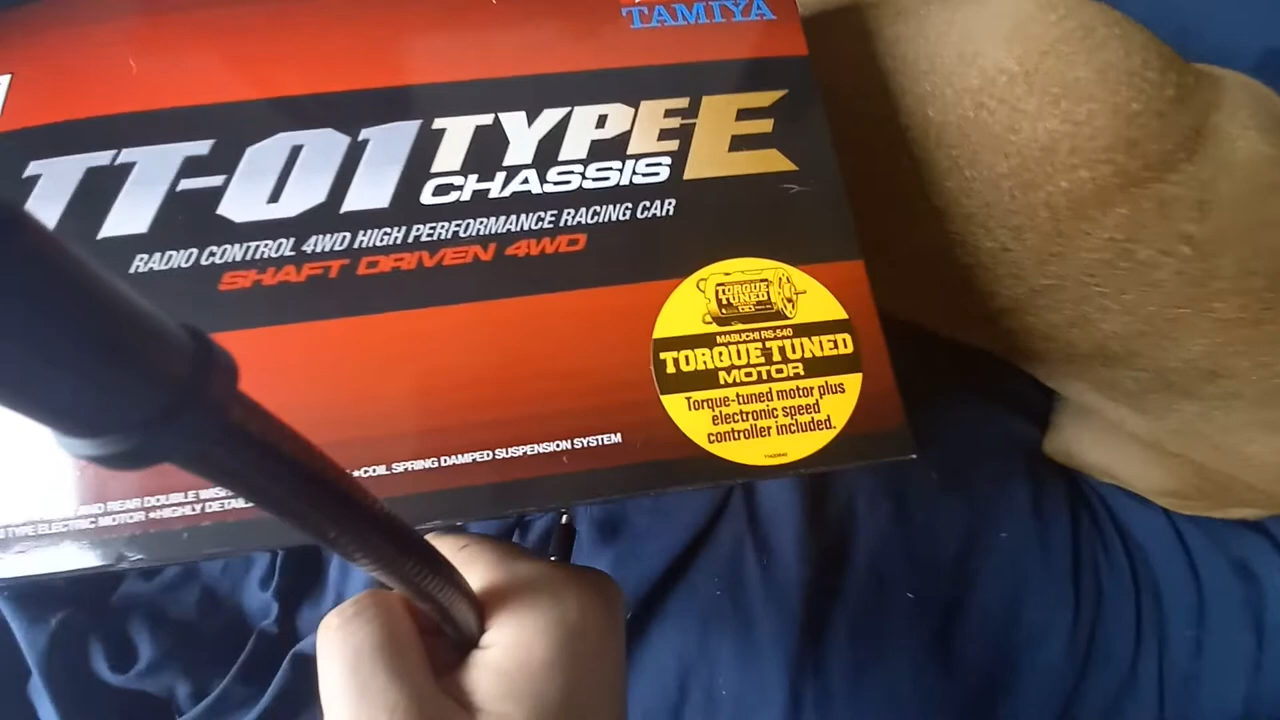 TAMIYA
TT-01 TYPE-E
CHASSIS
RADIO CONTROL 4WD HIGH PERFORMANCE RACING CAR
SHAFT DRIVEN 4WD
TORQUE
TUNED
MABUCHI RS-540
TORQUE-TUNED
MOTOR
Torque-tuned motor plus
electronic speed
controller included.
★COIL SPRING DAMPED SUSPENSION SYSTEM
AND REAR DOUBLE
TYPE ELECTRIC MOTOR ★HIGHLY